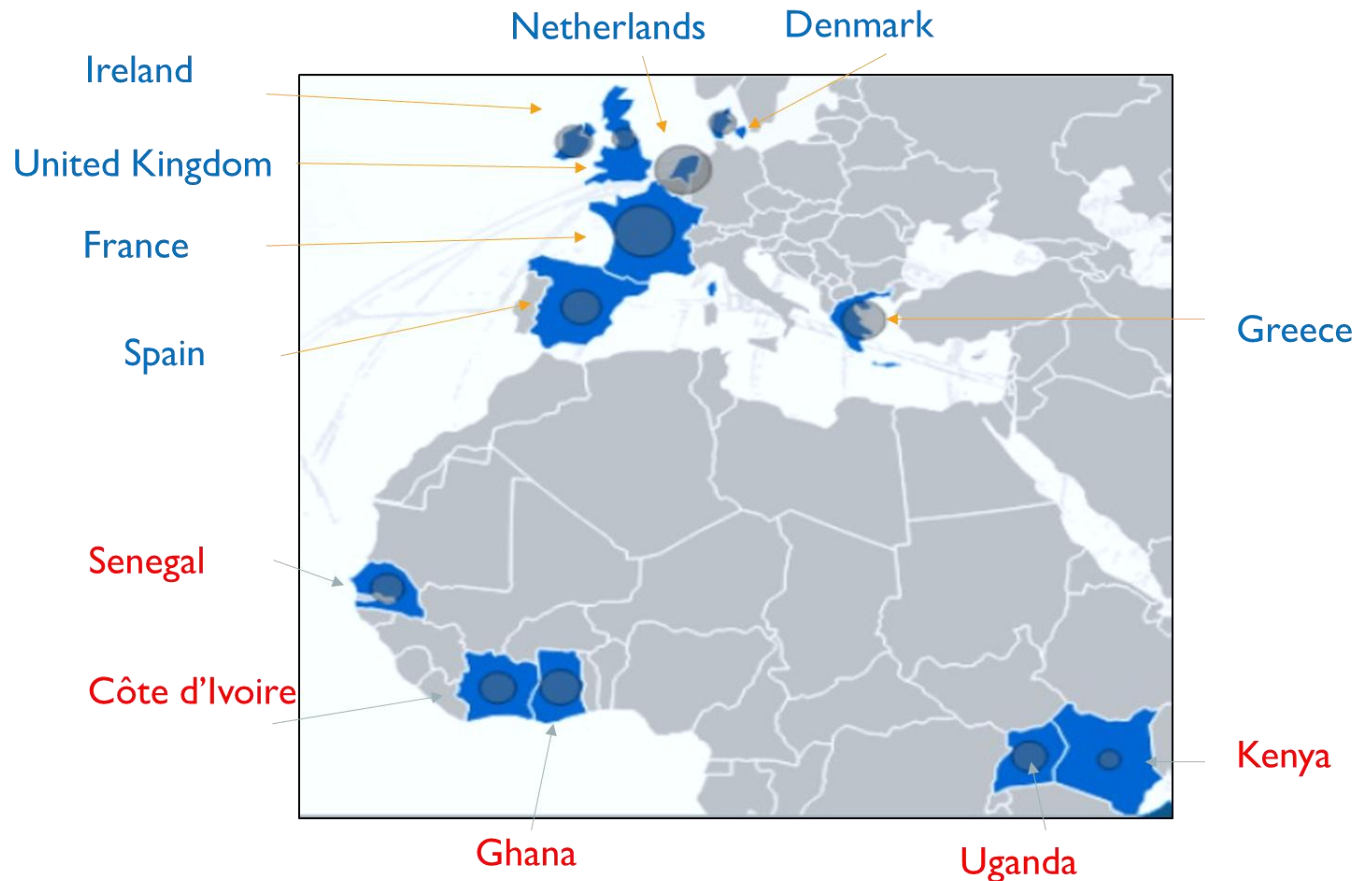 Netherlands
Denmark
Ireland
United Kingdom
France
Spain
Greece
Senegal
Côte d’Ivoire
Kenya
Ghana
Uganda